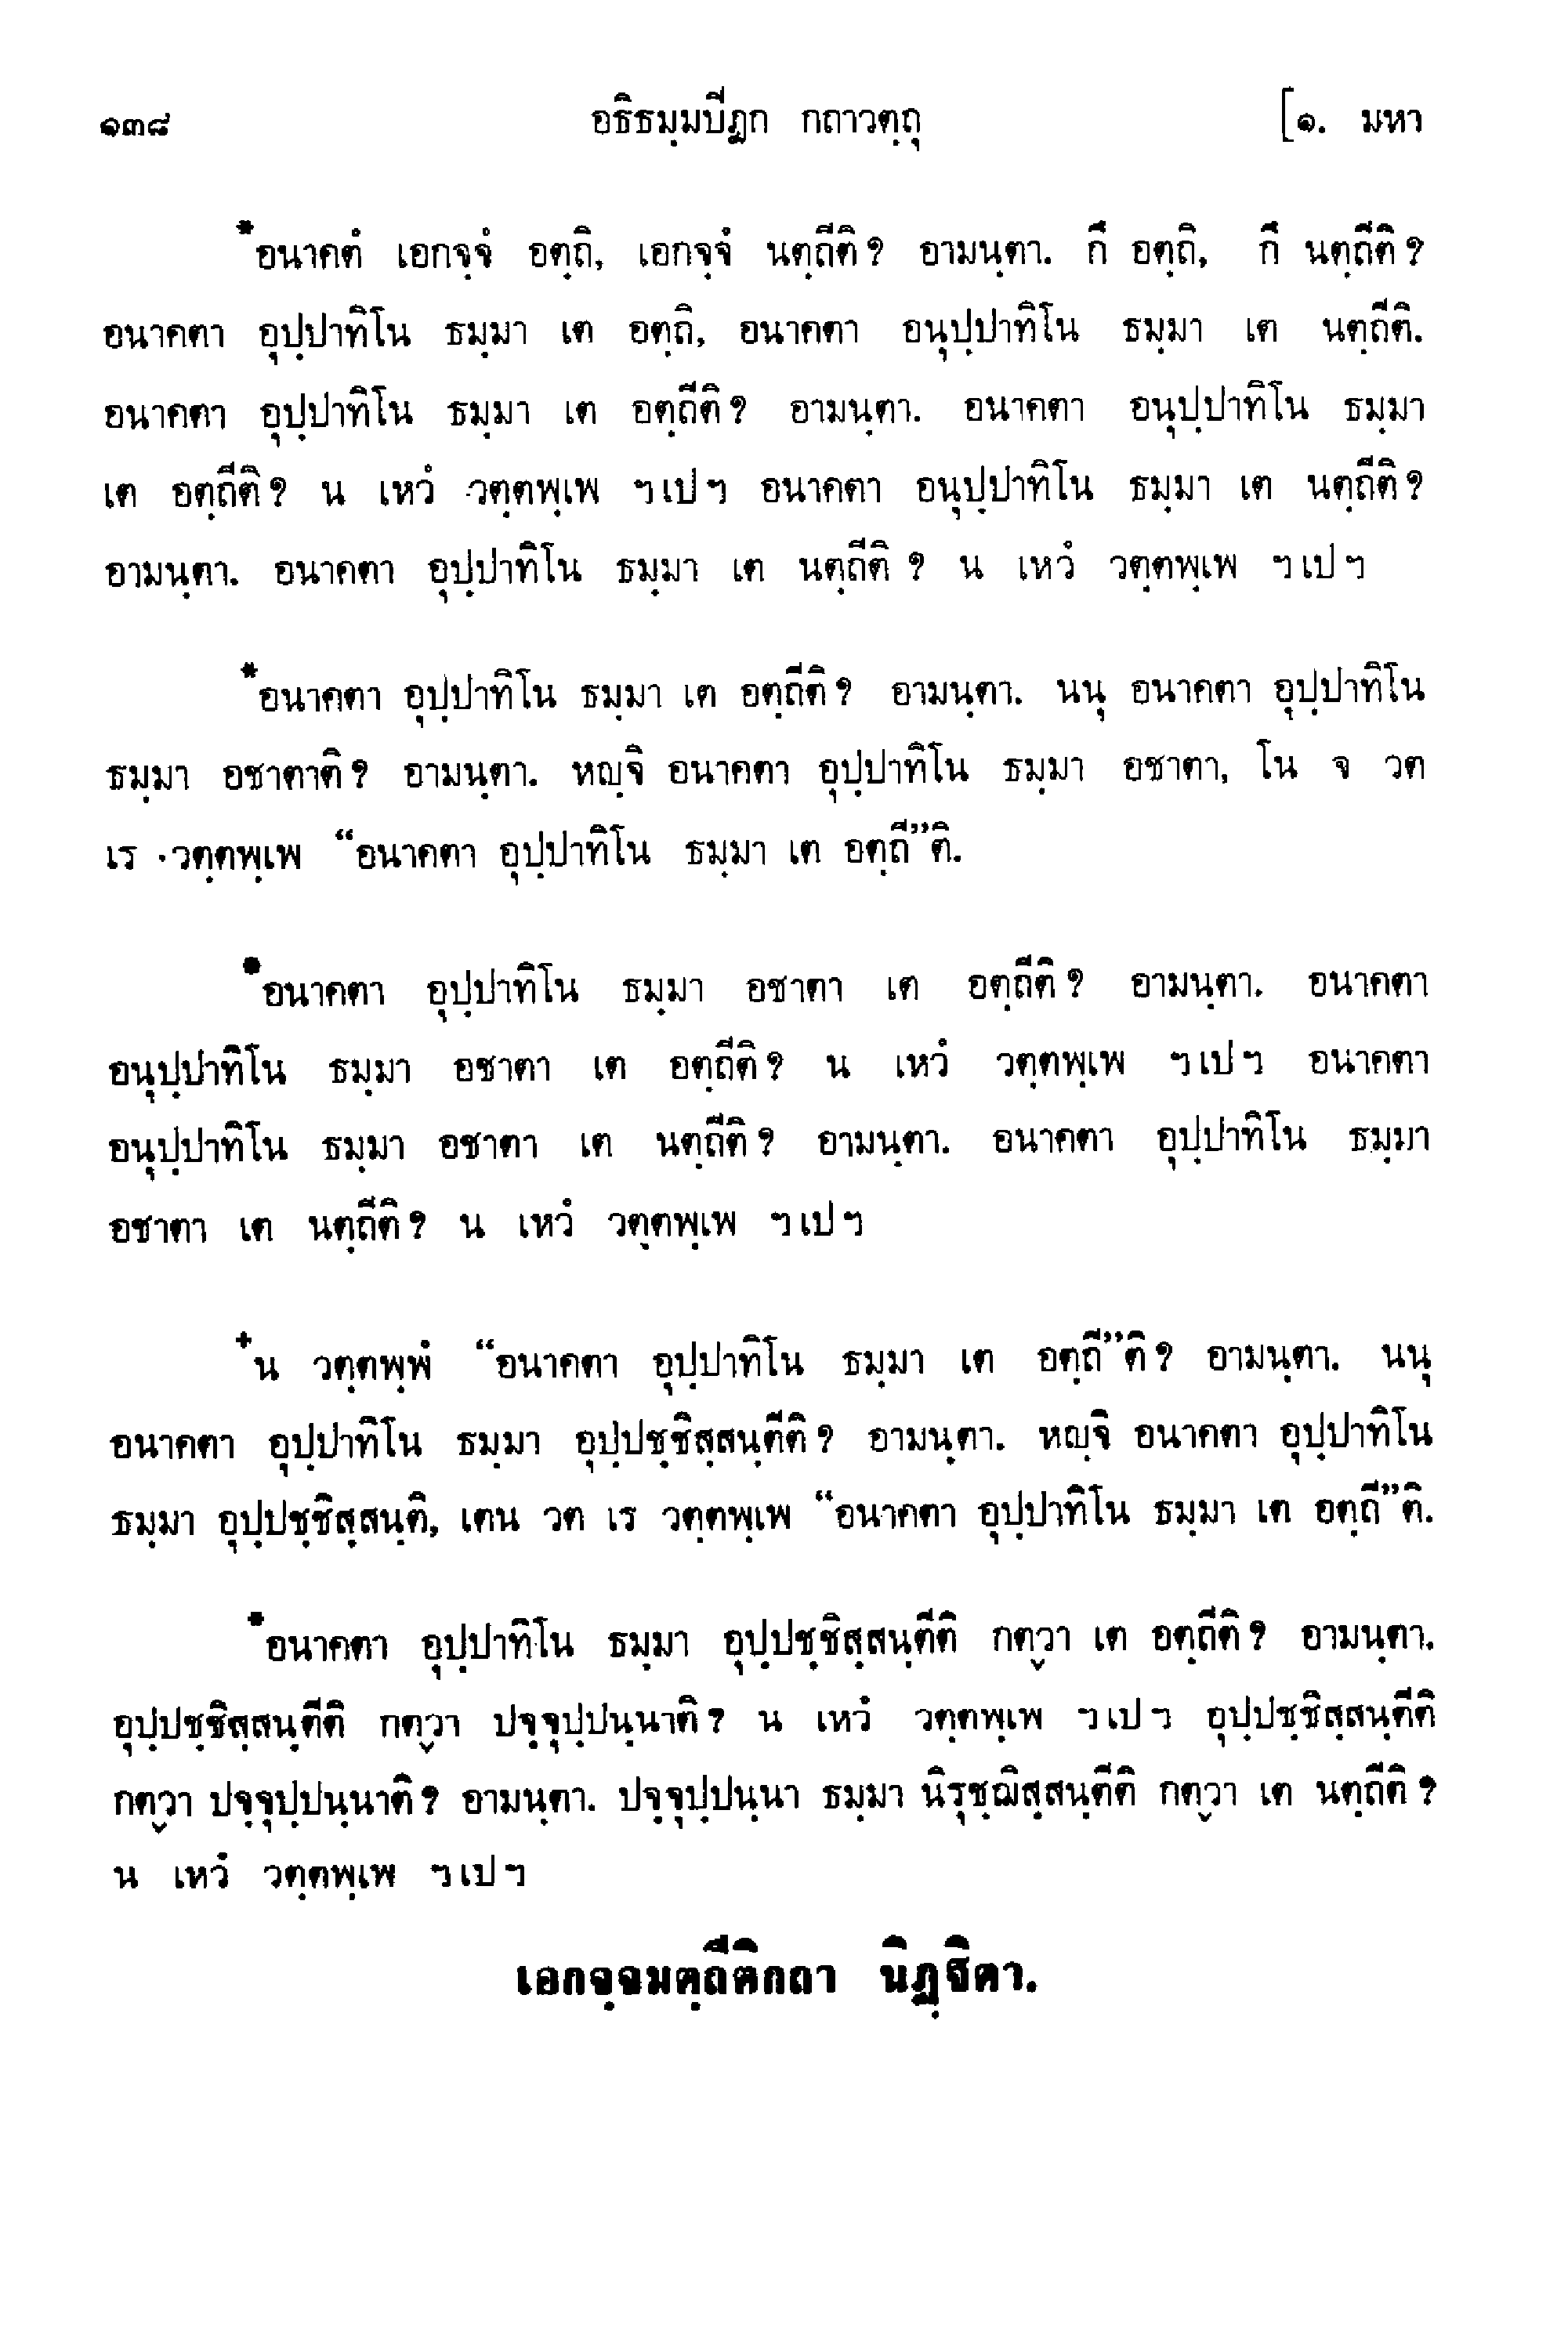 ๑๓๘ อธิธมฺมปีฏก กถาวตฺถุ [๑. มหา
*อนาคตํ เอกจฺจํ อตฺถิ, เอกจฺจํ นตฺถีติ? อามนฺตา. กึ อตฺถิ, กึ นตฺถีติ?
อนาคตา อุปฺปาทิโน ธมฺมา เต อตฺถิ, อนาคตา อนุปฺปาทิโน ธมฺมา เต นตฺถีติ.
อนาคตา อุปฺปาทิโน ธมฺมา เต อตฺถีติ? อามนฺตา. อนาคตา อนุปฺปาทิโน ธมฺมา
เต อตฺถีติ? น เหวํ วตฺตพฺเพ ฯเปฯ อนาคตา อนุปฺปาทิโน ธมฺมา เต นตฺถีติ?
อามนฺตา. อนาคตา อุปฺปาทิโน ธมฺมา เต นตฺถีติ? น เหวํ วตฺตพฺเพ ฯเปฯ
*อนาคตา อุปฺปาทิโน ธมฺมา เต อตฺถีติ? อามนฺตา. นนุ อนาคตา อุปฺปาทิโน
ธมฺมา อชาตาติ? อามนฺตา. หญฺจิ อนาคตา อุปฺปาทิโน ธมฺมา อชาตา, โน จ วต
เร วตฺตพฺเพ “อนาคตา อุปฺปาทิโน ธมฺมา เต อตฺถี”ติ.
*อนาคตา อุปฺปาทิโน ธมฺมา อชาตา เต อตฺถีติ? อามนฺตา. อนาคตา
อนุปฺปาทิโน ธมฺมา อชาตา เต อตฺถีติ? น เหวํ วตฺตพฺเพ ฯเปฯ อนาคตา
อนุปฺปาทิโน ธมฺมา อชาตา เต นตฺถีติ? อามนฺตา. อนาคตา อุปฺปาทิโน ธมฺมา
อชาตา เต นตฺถีติ? น เหวํ วตฺตพฺเพ ฯเปฯ
+น วตฺตพฺพํ “อนาคตา อุปฺปาทิโน ธมฺมา เต อตฺถี”ติ? อามนฺตา. นนุ
อนาคตา อุปฺปาทิโน ธมฺมา อุปฺปชฺชิสฺสนฺตีติ? อามนฺตา. หญฺจิ อนาคตา อุปฺปาทิโน
ธมฺมา อุปฺปชฺชิสฺสนฺติ, เตน วต เร วตฺตพฺเพ “อนาคตา อุปฺปาทิโน ธมฺมา เต อตฺถี”ติ.
*อนาคตา อุปฺปาทิโน ธมฺมา อุปฺปชฺชิสฺสนฺตีติ กตฺวา เต อตฺถีติ? อามนฺตา.
อุปฺปชฺชิสฺสนฺตีติ กตฺวา ปจฺจุปฺปนฺนาติ? น เหวํ วตฺตพฺเพ ฯเปฯ อุปฺปชฺชิสฺสนฺตีติ
กตฺวา ปจฺจุปฺปนฺนาติ? อามนฺตา. ปจฺจุปฺปนฺนา ธมฺมา นิรุชฺฌิสฺสนฺตีติ กตฺวา เต นตฺถีติ?
น เหวํ วตฺตพฺเพ ฯเปฯ
เอกจฺจมตฺถีติกถา นิฏฺฐิตา.